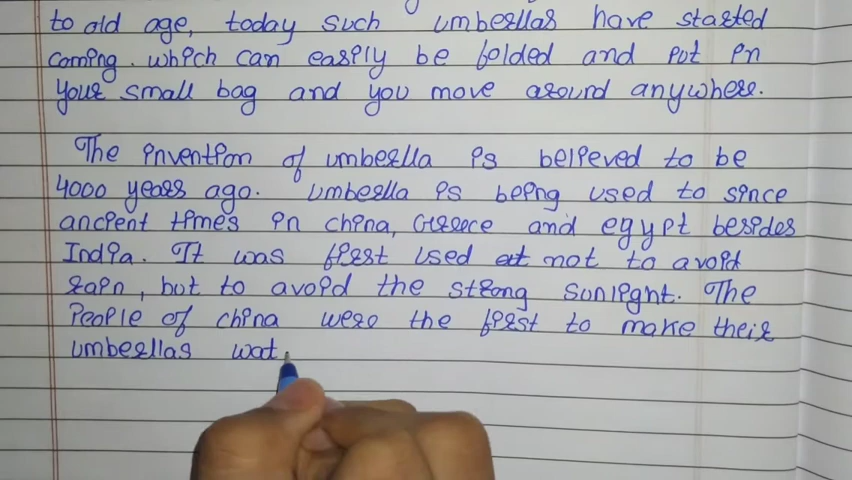 to old age, today such umbrellas have started
coming. which can easily be folded and put in
your small bag and you move around anywhere.
The invention of umbrella is believed to be
4000 years ago. Umbrella is being used to since
ancient times in china, Greece and egypt besides
India. It was first used at not to avoid
rain, but to avoid the strong sunlight. The
People of china were the first to make their
umbrellas wat